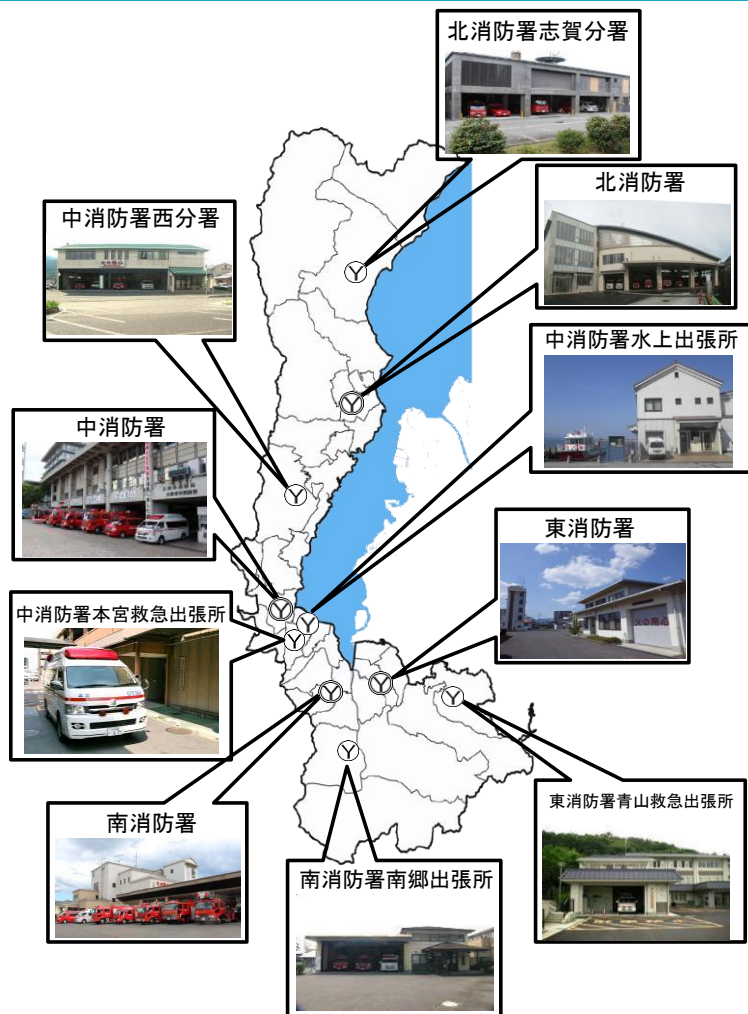 北消防署志賀分署
北消防署
中消防署西分署
中消防署水上出張所
中消防署
東消防署
中消防署本宮救急出張所
東消防署青山救急出張所
南消防署
南消防署南郷出張所